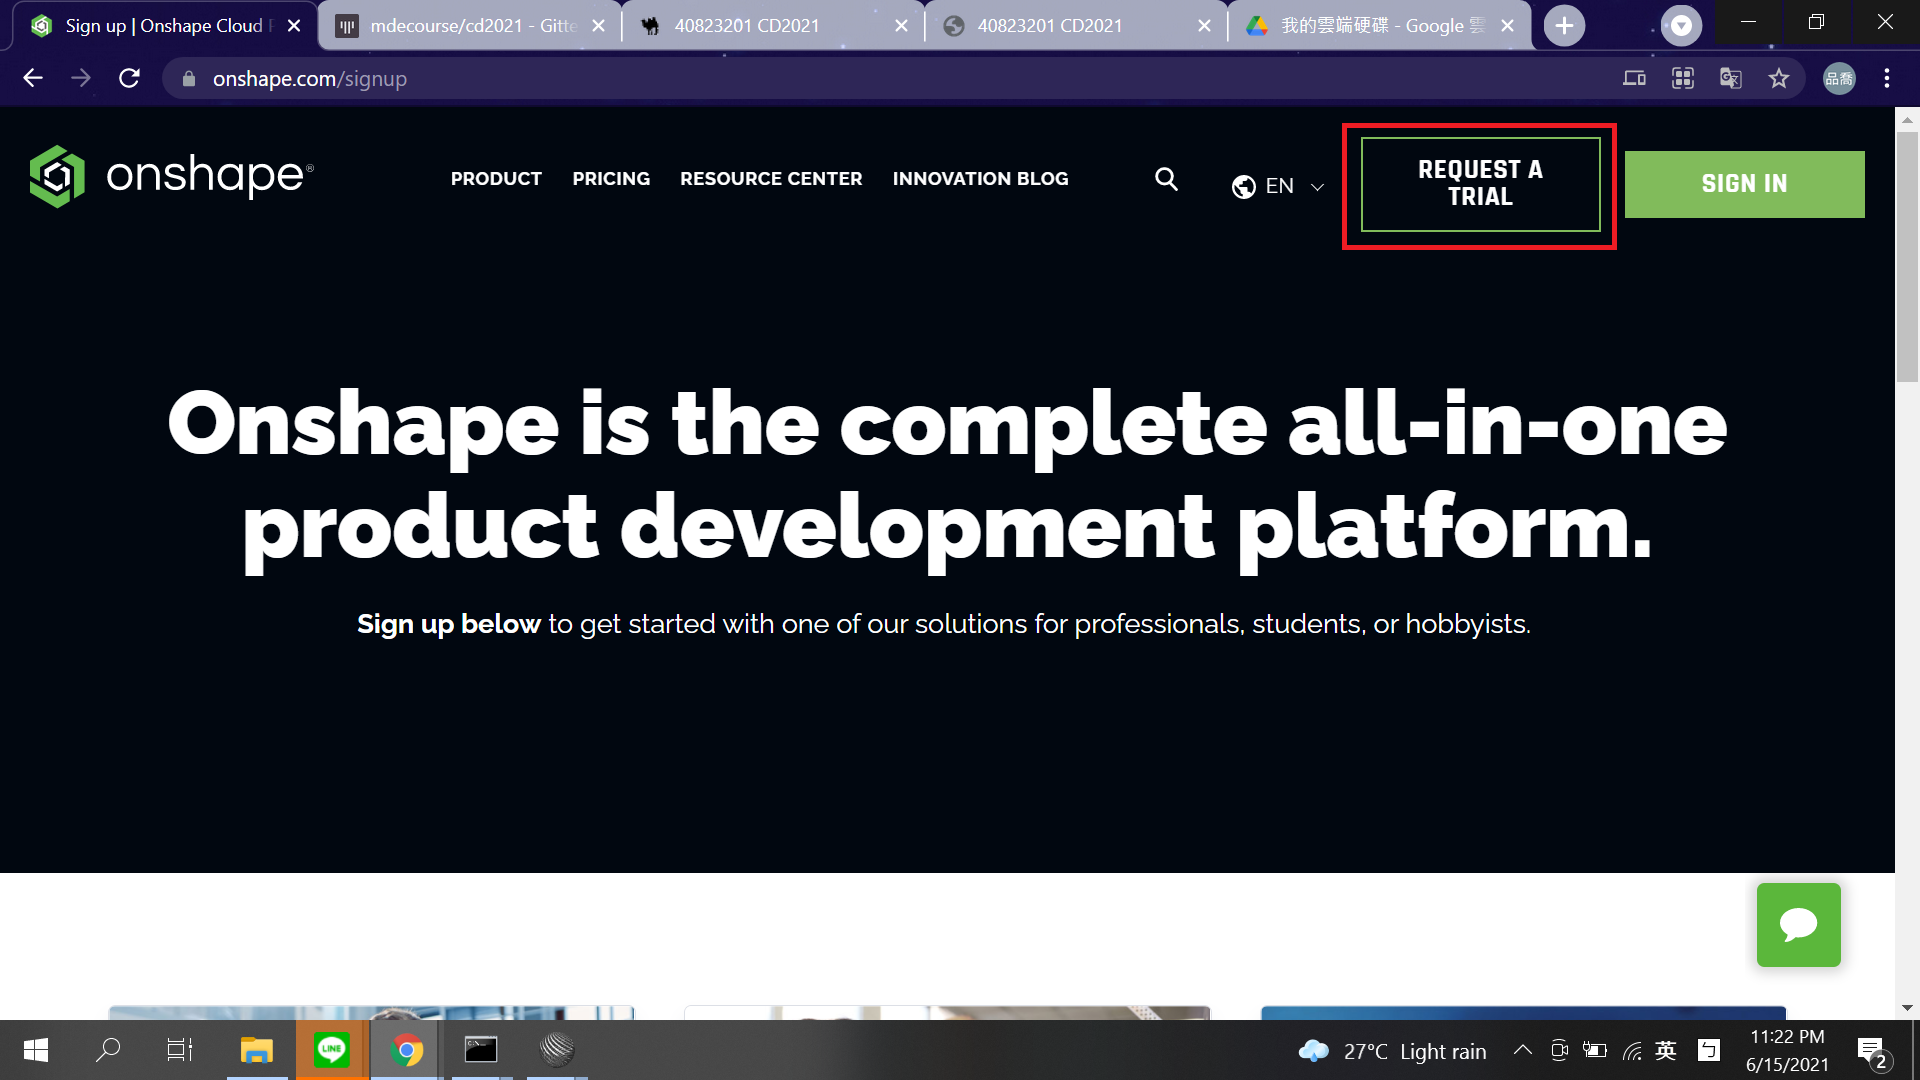 Sign up | Onshape Cloud P
mdecourse/cd2021 - Gitte
40823201 CD2021
40823201 CD2021
我的雲端硬碟 - Google 雲
onshape.com/signup
品喬
onshape®
PRODUCT
PRICING
RESOURCE CENTER
INNOVATION BLOG
EN
REQUEST A
TRIAL
SIGN IN
Onshape is the complete all-in-one
product development platform.
Sign up below to get started with one of our solutions for professionals, students, or hobbyists.
LINE
27°C Light rain
英
ㄅ
11:22 PM
6/15/2021
2